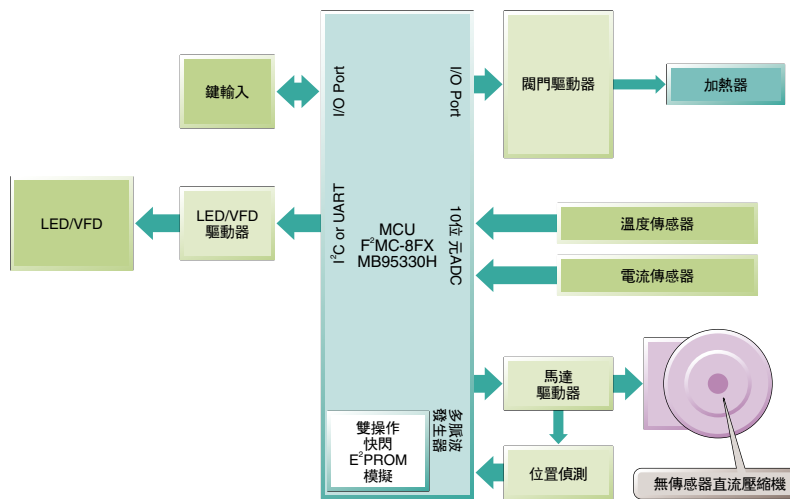 鍵輸入
I/O Port
I/O Port
閥門驅動器
加熱器
LED/VFD
LED/VFD
驅動器
I²C or UART
MCU
F²MC-8FX
MB95330H
10位元ADC
溫度傳感器
電流傳感器
馬達
驅動器
多脈波
發生器
雙操作
快閃
E²PROM
模擬
位置偵測
無傳感器直流壓縮機